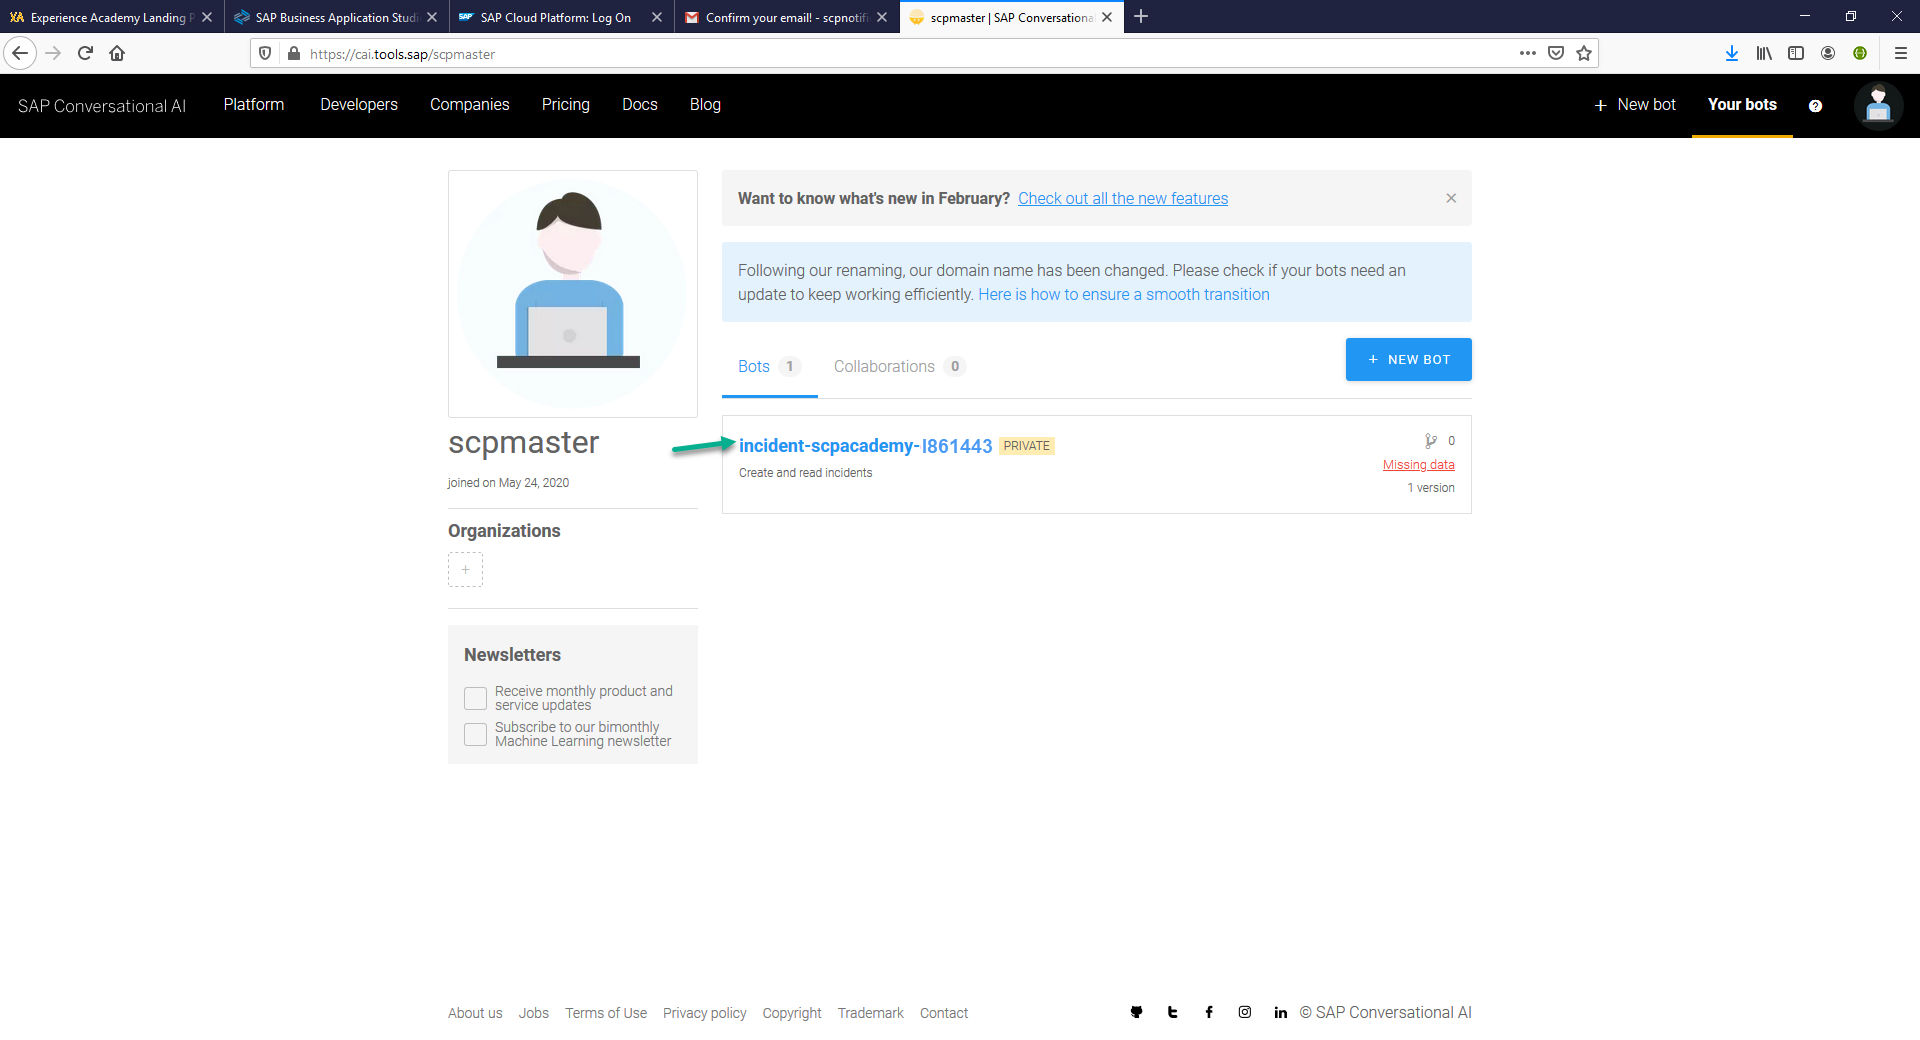 Experience Academy Landing P
SAP Business Application Studi
SAP Cloud Platform: Log On
Confirm your email! - scpnotifi
scpmaster | SAP Conversational
https://cai.tools.sap/scpmaster
SAP Conversational AI
Platform
Developers
Companies
Pricing
Docs
Blog
+ New bot
Your bots
?
Want to know what's new in February? Check out all the new features
Following our renaming, our domain name has been changed. Please check if your bots need an
update to keep working efficiently. Here is how to ensure a smooth transition
Bots 1
Collaborations 0
+ NEW BOT
incident-scpacademy-I861443 PRIVATE
0
Create and read incidents
Missing data
1 version
scpmaster
joined on May 24, 2020
Organizations
+
Newsletters
Receive monthly product and
service updates
Subscribe to our bimonthly
Machine Learning newsletter
About us
Jobs
Terms of Use
Privacy policy
Copyright
Trademark
Contact
© SAP Conversational AI